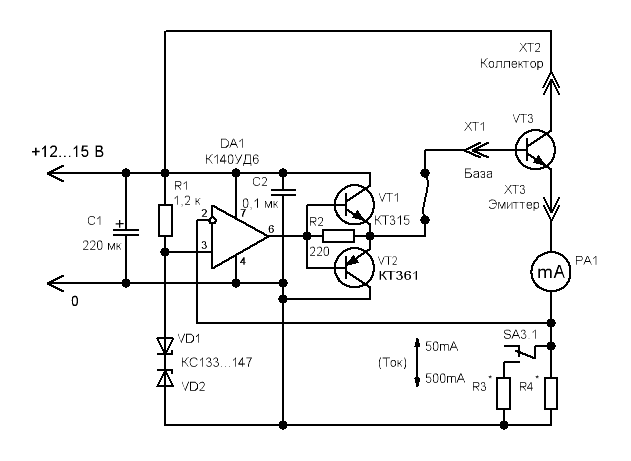 XT2
Коллектор
VT3
DA1
К140УД6
XT1
+12...15 В
База
R1
1,2 к
C2
0,1 мк
VT1
XT3
Эмиттер
C1
+
220 мк
2
7
R2
КТ315
3
6
220
4
VT2
КТ361
mA
PA1
0
SA3.1
VD1
КС133...147
VD2
50mA
(Ток)
500mA
R3*
R4*